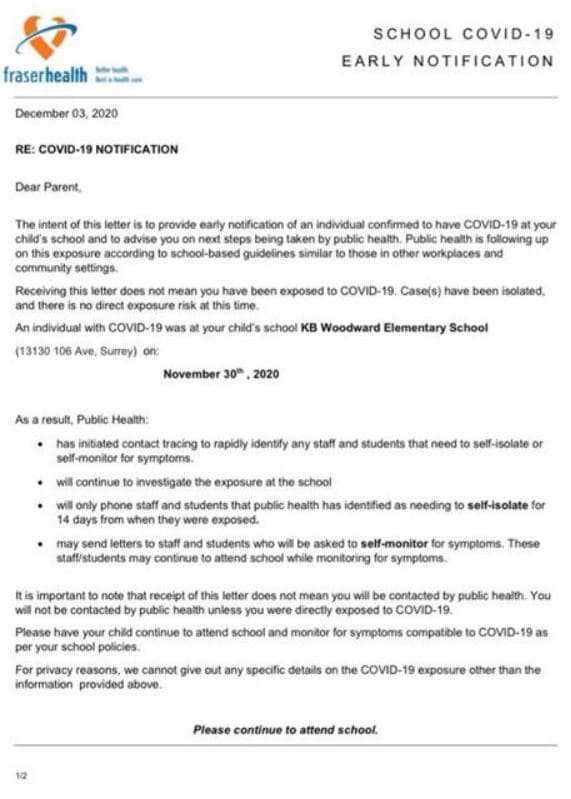 SCHOOL COVID-19
EARLY NOTIFICATION
fraserhealth
Better health.
Best in health care.
December 03, 2020
RE: COVID-19 NOTIFICATION
Dear Parent,
The intent of this letter is to provide early notification of an individual confirmed to have COVID-19 at your
child's school and to advise you on next steps being taken by public health. Public health is following up
on this exposure according to school-based guidelines similar to those in other workplaces and
community settings.
Receiving this letter does not mean you have been exposed to COVID-19. Case(s) have been isolated,
and there is no direct exposure risk at this time.
An individual with COVID-19 was at your child's school KB Woodward Elementary School
(13130 106 Ave, Surrey) on:
November 30th , 2020
As a result, Public Health:
• has initiated contact tracing to rapidly identify any staff and students that need to self-isolate or
self-monitor for symptoms.
• will continue to investigate the exposure at the school
• will only phone staff and students that public health has identified as needing to self-isolate for
14 days from when they were exposed.
• may send letters to staff and students who will be asked to self-monitor for symptoms. These
staff/students may continue to attend school while monitoring for symptoms.
It is important to note that receipt of this letter does not mean you will be contacted by public health. You
will not be contacted by public health unless you were directly exposed to COVID-19.
Please have your child continue to attend school and monitor for symptoms compatible to COVID-19 as
per your school policies.
For privacy reasons, we cannot give out any specific details on the COVID-19 exposure other than the
information provided above.
Please continue to attend school.
1/2